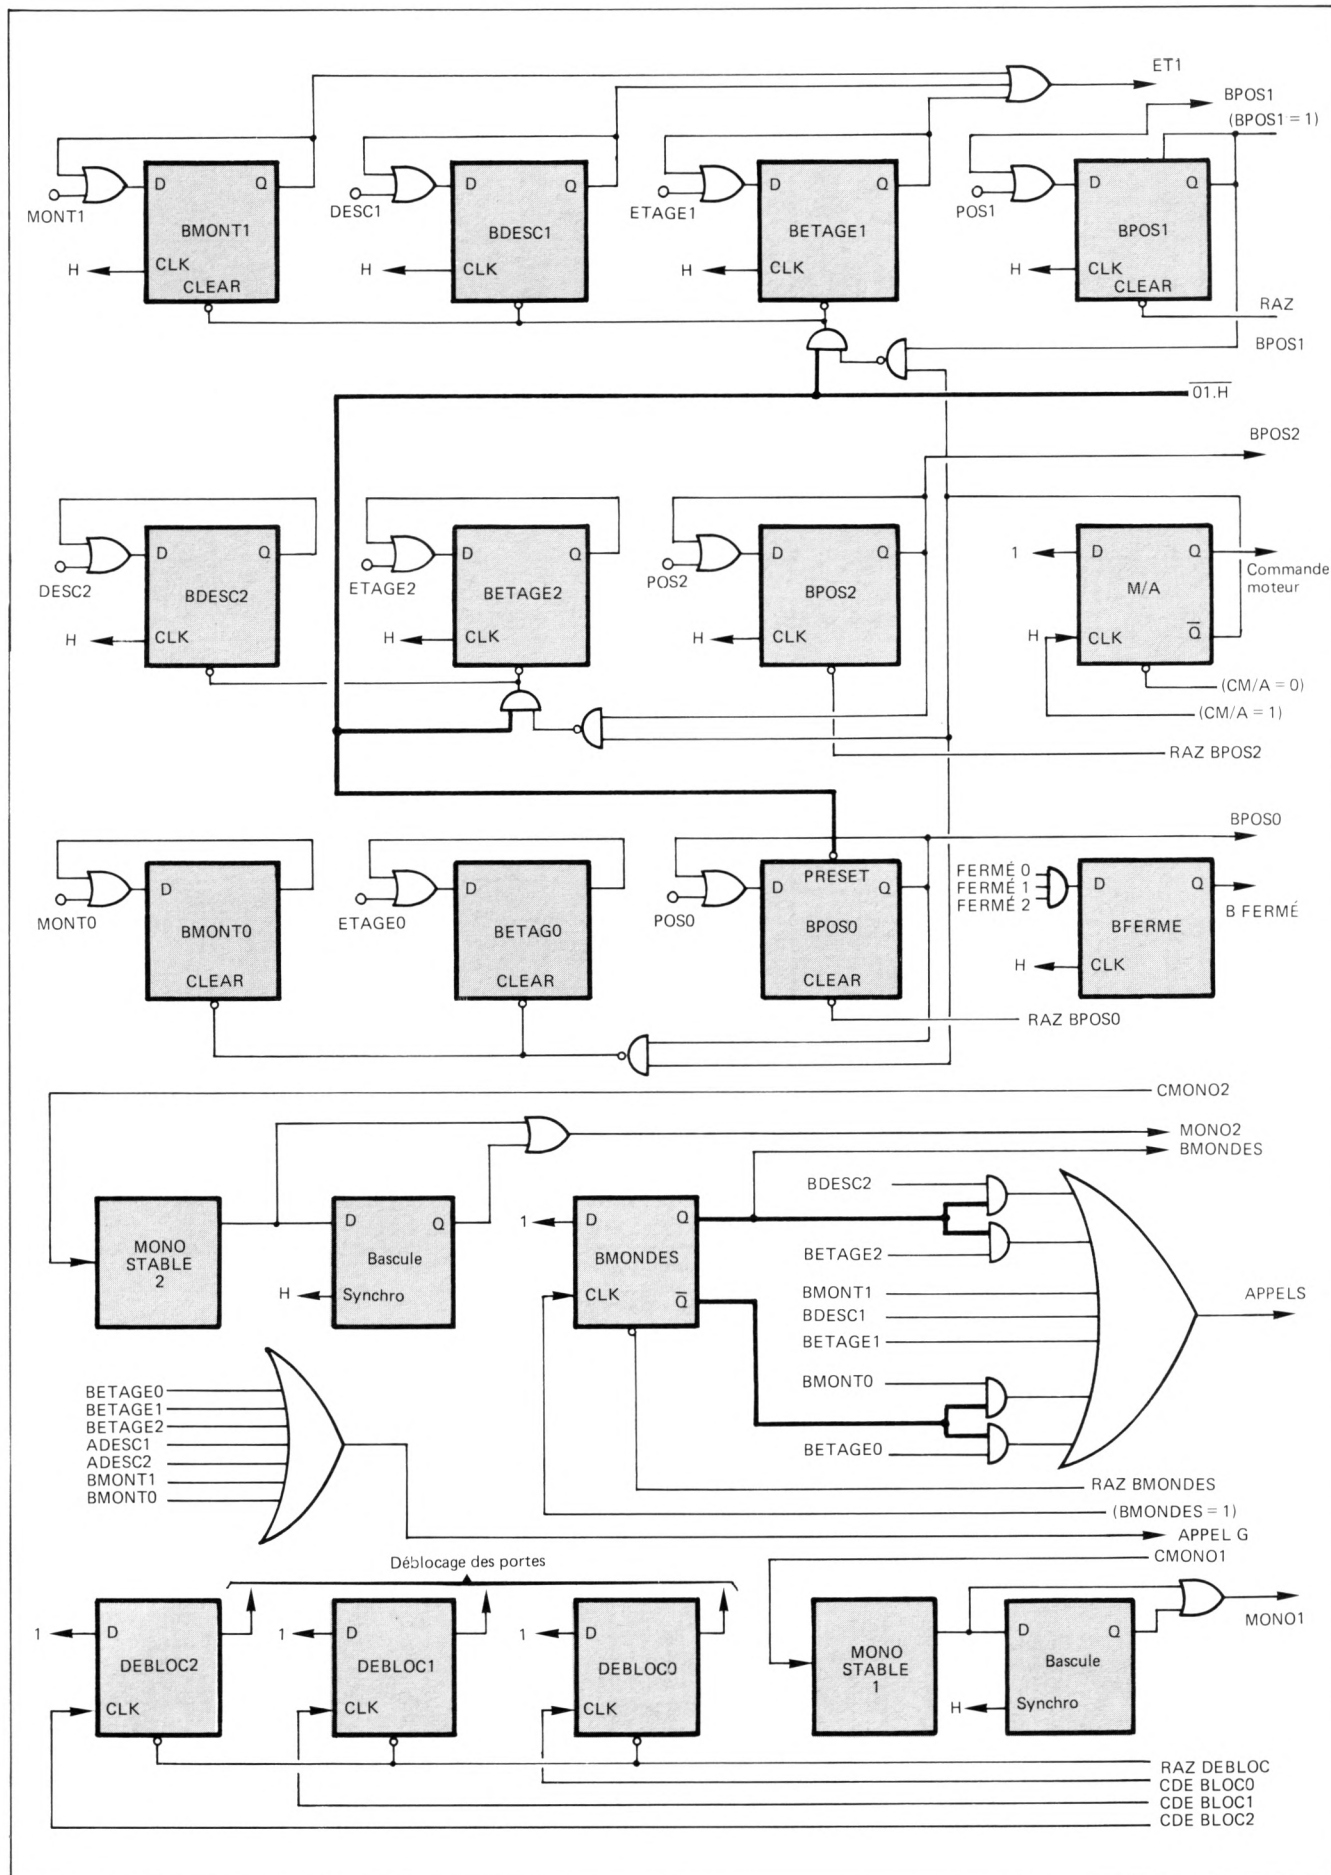 ET1
BPOS1
(BPOS1 = 1)
D Q
BMONT1
CLK
CLEAR
MONT1
H
D Q
BDESC1
CLK
DESC1
H
D Q
BETAGE1
CLK
ETAGE1
H
D Q
BPOS1
CLK
CLEAR
POS1
H
RAZ
BPOS1
01.H
BPOS2
D Q
BDESC2
CLK
DESC2
H
D Q
BETAGE2
CLK
ETAGE2
H
D Q
BPOS2
CLK
POS2
H
1
D Q
M/A
CLK Q
H
Commande
moteur
(CM/A = 0)
(CM/A = 1)
RAZ BPOS2
BPOS0
D
BMONT0
CLEAR
MONT0
D
BETAG0
CLEAR
ETAGE0
PRESET
D Q
BPOS0
CLEAR
POS0
FERMÉ 0
FERMÉ 1
FERMÉ 2
D Q
BFERME
CLK
H
B FERMÉ
RAZ BPOS0
CMONO2
MONO2
BMONDES
MONO
STABLE
2
D Q
Bascule
Synchro
H
1
D Q
BMONDES
CLK Q
BDESC2
BETAGE2
BMONT1
BDESC1
BETAGE1
BMONT0
BETAGE0
APPELS
RAZ BMONDES
(BMONDES = 1)
BETAGE0
BETAGE1
BETAGE2
ADESC1
ADESC2
BMONT1
BMONT0
APPEL G
CMONO1
Déblocage des portes
1
D
DEBLOC2
CLK
1
D
DEBLOC1
CLK
1
D
DEBLOC0
CLK
MONO
STABLE
1
D Q
Bascule
Synchro
H
MONO1
RAZ DEBLOC
CDE BLOC0
CDE BLOC1
CDE BLOC2